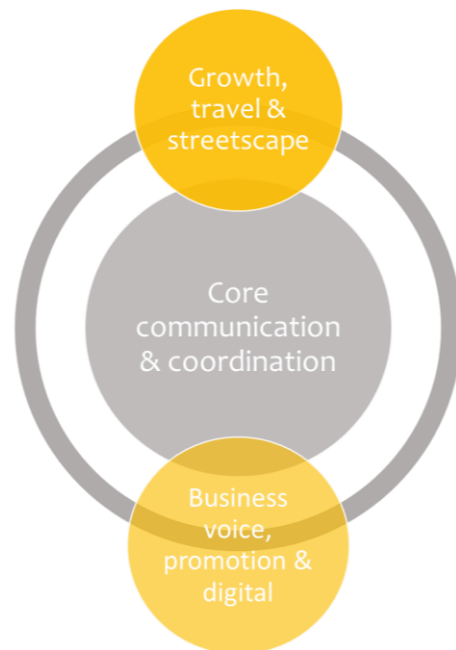 Growth,
travel &
streetscape
Core
communication
& coordination
Business
voice,
promotion &
digital